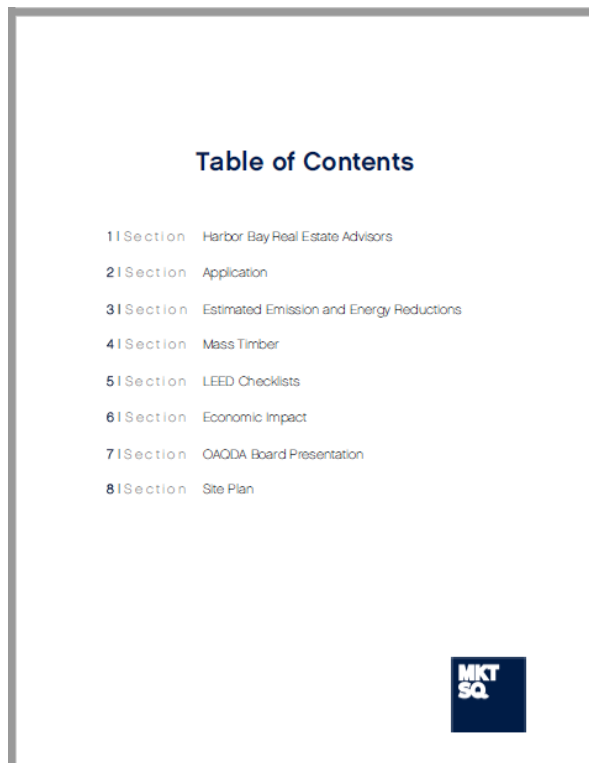 Table of Contents
1 | Section Harbor Bay Real Estate Advisors
2 | Section Application
3 | Section Estimated Emission and Energy Reductions
4 | Section Mass Timber
5 | Section LEED Checklists
6 | Section Economic Impact
7 | Section OAQDA Board Presentation
8 | Section Site Plan
MKT
SQ